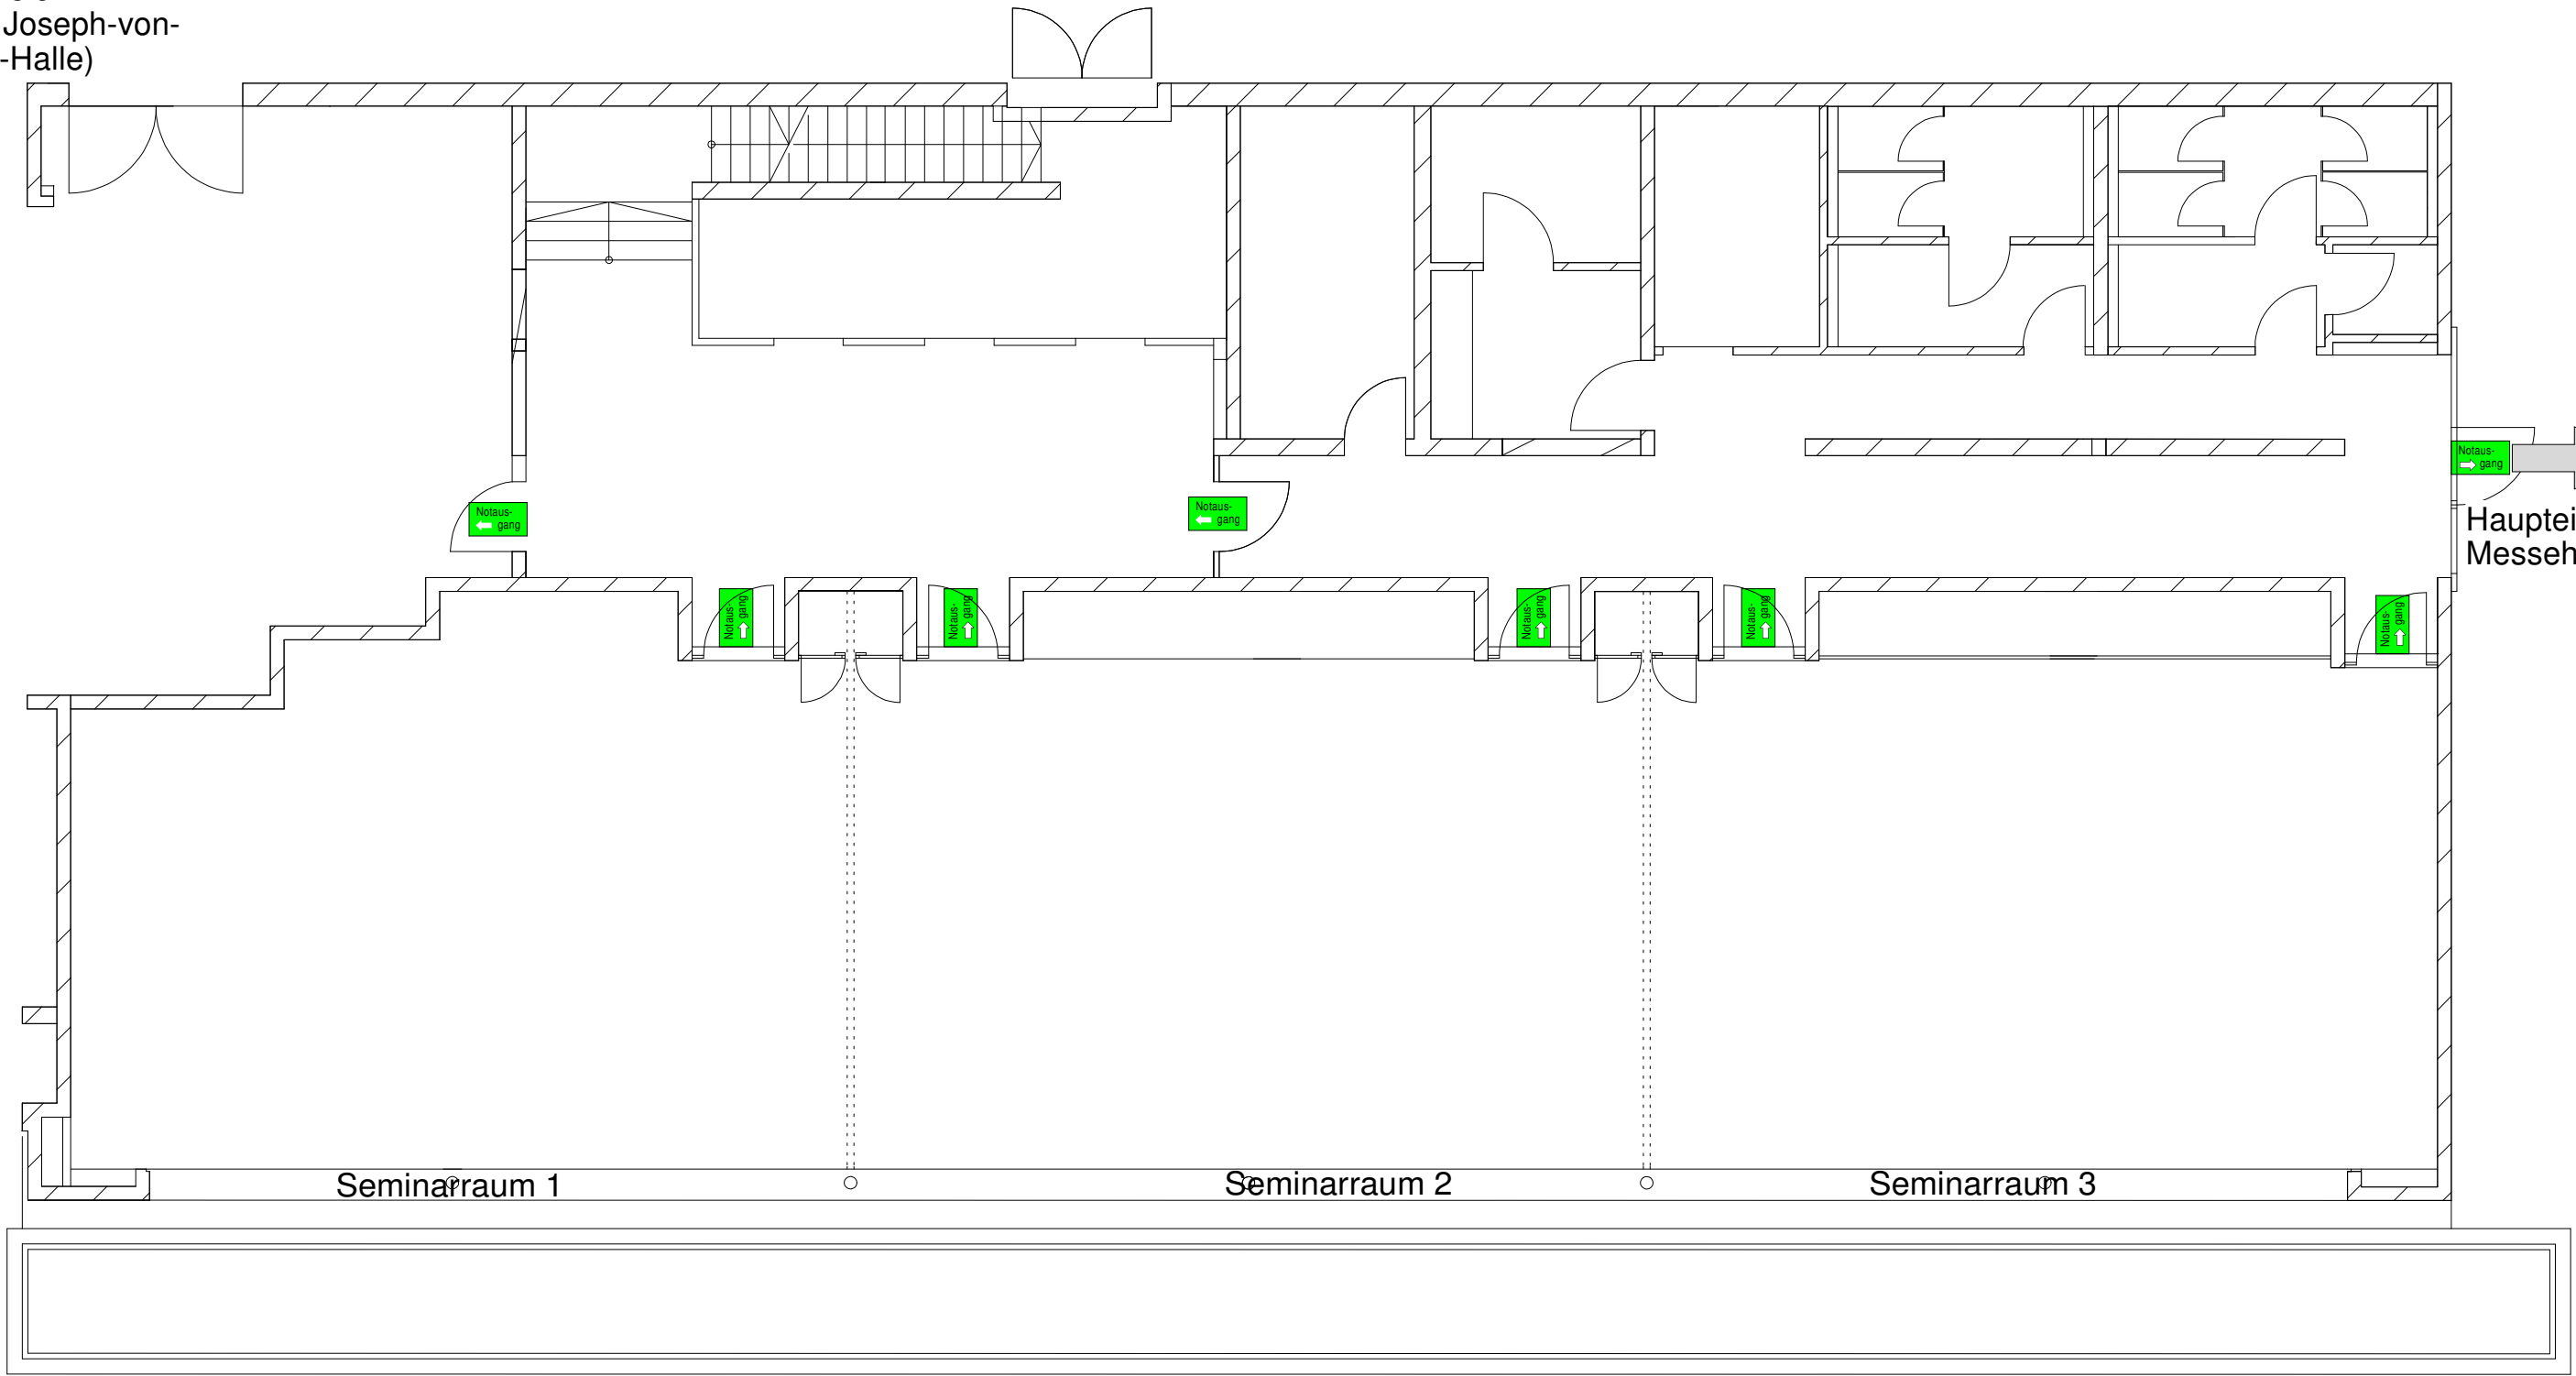 Joseph-von-
-Halle)
Notaus-
gang
Notaus-
gang
Notaus-
gang
Hauptei
Messeh
Notaus-
gang
Notaus-
gang
Notaus-
gang
Notaus-
gang
Notaus-
gang
Seminarraum 1
Seminarraum 2
Seminarraum 3